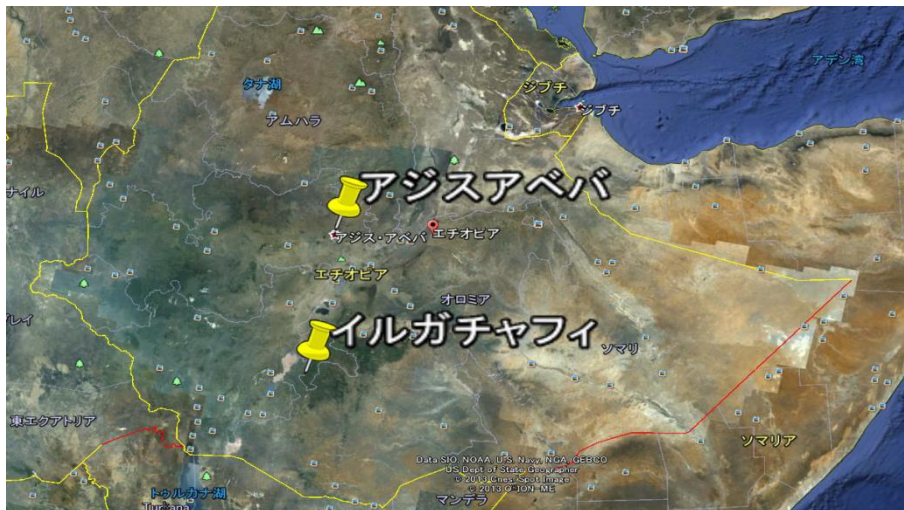 アデン湾
ジブチ
タナ湖
ジブチ
アムハラ
ナイル
アジスアベバ
アジス・アベバ
エチオピア
エチオピア
オロミア
イルガチャフィ
ソマリ
東エクアトリア
ソマリア
Data SIO, NOAA, U.S. Navy, NGA, GEBCO
US Dept of State Geographer
© 2013 Cnes/Spot Image
© 2013 ORION-ME
トゥルカナ湖
マンデラ